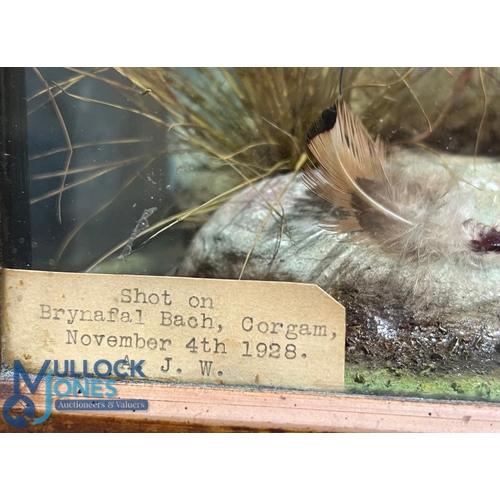 Shot on
Brynafal Bach, Corgam,
November 4th 1928.
A. J. W.
MULLOCK
JONES
Auctioneers & Valuers